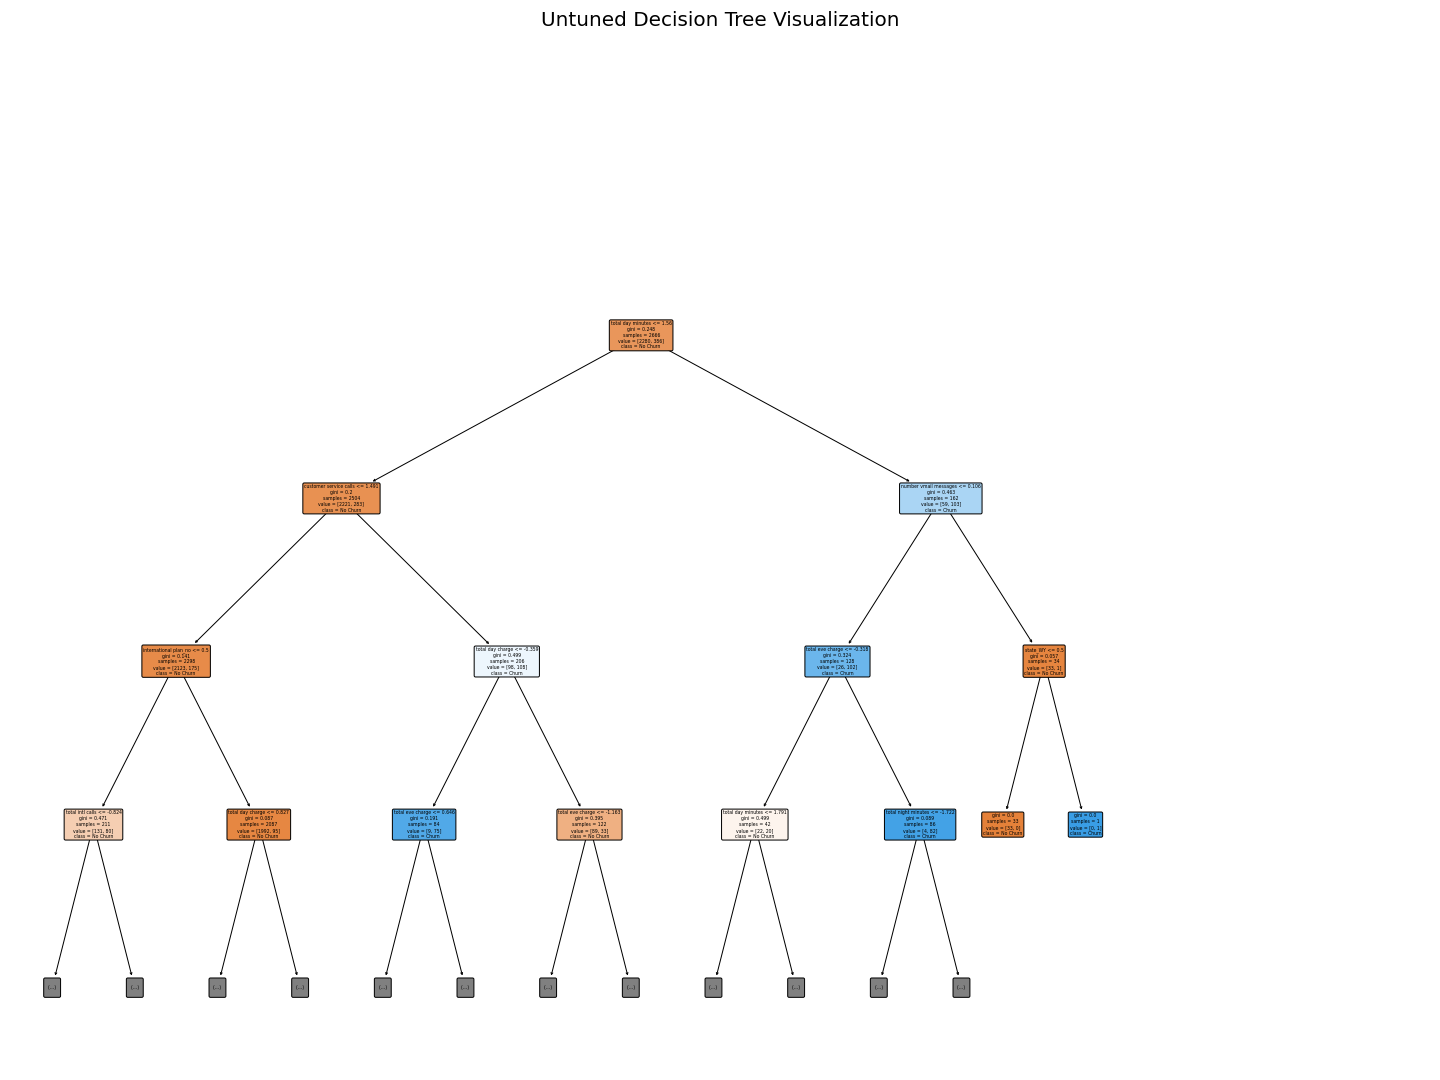 Untuned Decision Tree Visualization
total day minutes <= 1.56
gini = 0.248
samples = 2666
value = [2280, 386]
class = No Churn
customer service calls <= 1.491
gini = 0.2
samples = 2504
value = [2221, 283]
class = No Churn
number vmail messages <= 0.106
gini = 0.463
samples = 162
value = [59, 103]
class = Churn
international plan_no <= 0.5
gini = 0.141
samples = 2298
value = [2123, 175]
class = No Churn
total day charge <= -0.359
gini = 0.499
samples = 206
value = [98, 108]
class = Churn
total eve charge <= -0.318
gini = 0.324
samples = 128
value = [26, 102]
class = Churn
state_WY <= 0.5
gini = 0.057
samples = 34
value = [33, 1]
class = No Churn
total intl calls <= -0.824
gini = 0.471
samples = 211
value = [131, 80]
class = No Churn
total day charge <= 0.827
gini = 0.087
samples = 2087
value = [1992, 95]
class = No Churn
total eve charge <= 0.646
gini = 0.191
samples = 84
value = [9, 75]
class = Churn
total eve charge <= -1.163
gini = 0.395
samples = 122
value = [89, 33]
class = No Churn
total day minutes <= 1.791
gini = 0.499
samples = 42
value = [22, 20]
class = No Churn
total night minutes <= -1.722
gini = 0.089
samples = 86
value = [4, 82]
class = Churn
gini = 0.0
samples = 33
value = [33, 0]
class = No Churn
gini = 0.0
samples = 1
value = [0, 1]
class = Churn
(...)
(...)
(...)
(...)
(...)
(...)
(...)
(...)
(...)
(...)
(...)
(...)